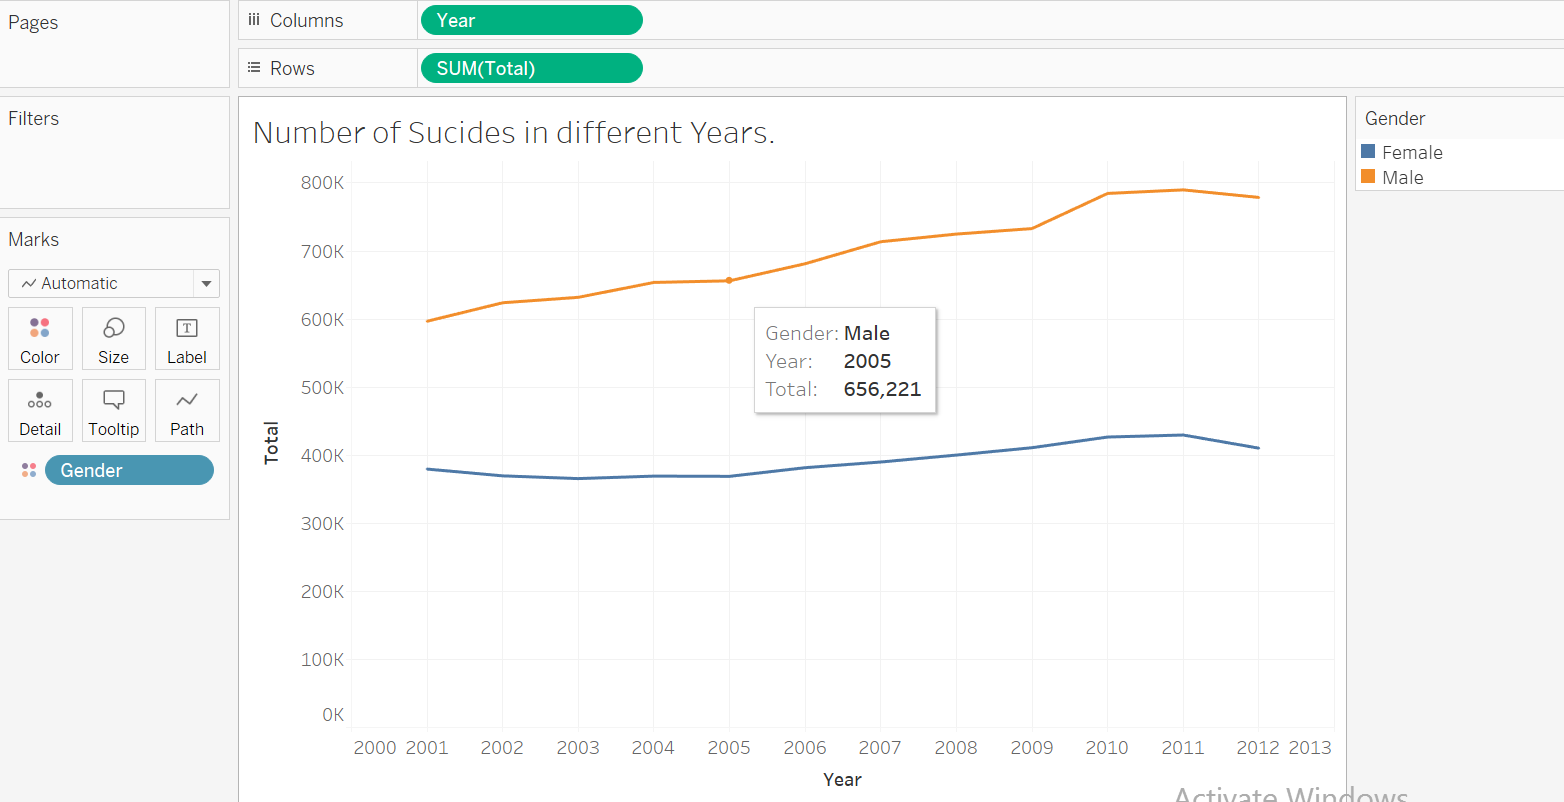 Pages
Columns
Year
Rows
SUM(Total)
Filters
Marks
Automatic
Color
Size
Label
Detail
Tooltip
Path
Gender
Number of Sucides in different Years.
800K
700K
600K
500K
400K
300K
200K
100K
0K
Total
Gender: Male
Year: 2005
Total: 656,221
2000 2001 2002 2003 2004 2005 2006 2007 2008 2009 2010 2011 2012 2013
Year
Gender
Female
Male
Activate Windows